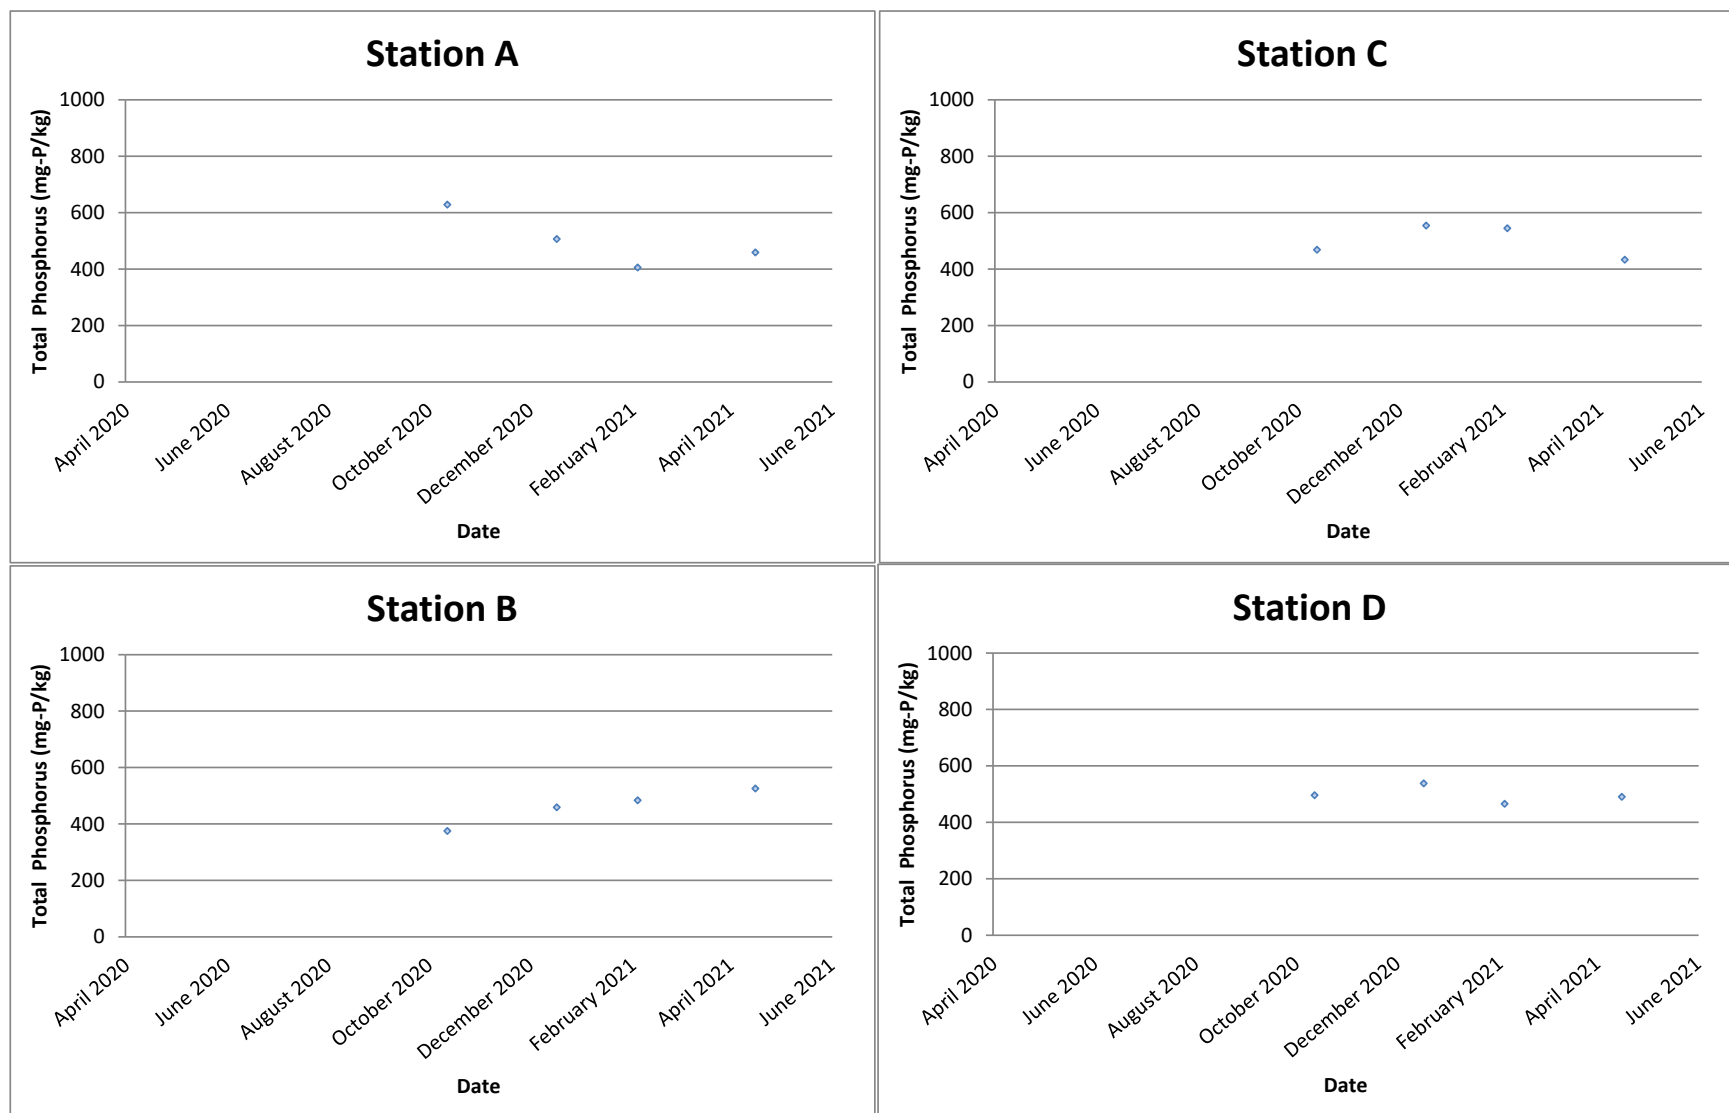 Station A
Total Phosphorus (mg-P/kg)
1000
800
600
400
200
0
April 2020
June 2020
August 2020
October 2020
December 2020
February 2021
April 2021
June 2021
Date
Station C
Total Phosphorus (mg-P/kg)
1000
800
600
400
200
0
April 2020
June 2020
August 2020
October 2020
December 2020
February 2021
April 2021
June 2021
Date
Station B
Total Phosphorus (mg-P/kg)
1000
800
600
400
200
0
April 2020
June 2020
August 2020
October 2020
December 2020
February 2021
April 2021
June 2021
Date
Station D
Total Phosphorus (mg-P/kg)
1000
800
600
400
200
0
April 2020
June 2020
August 2020
October 2020
December 2020
February 2021
April 2021
June 2021
Date